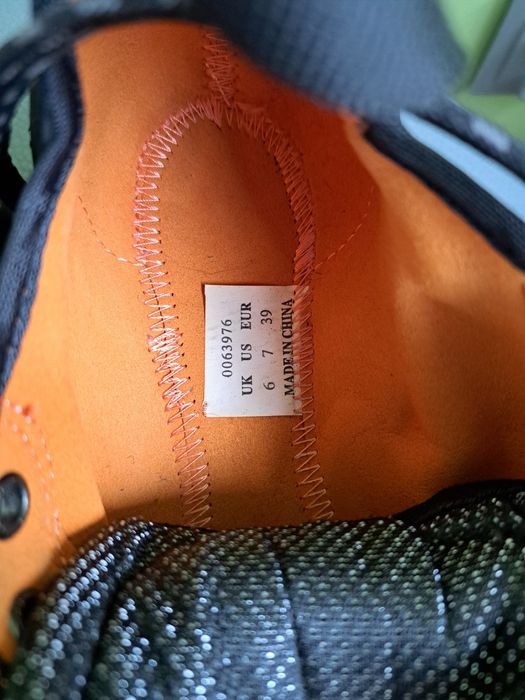 0063976
UK US EUR
6 7 39
MADE IN CHINA